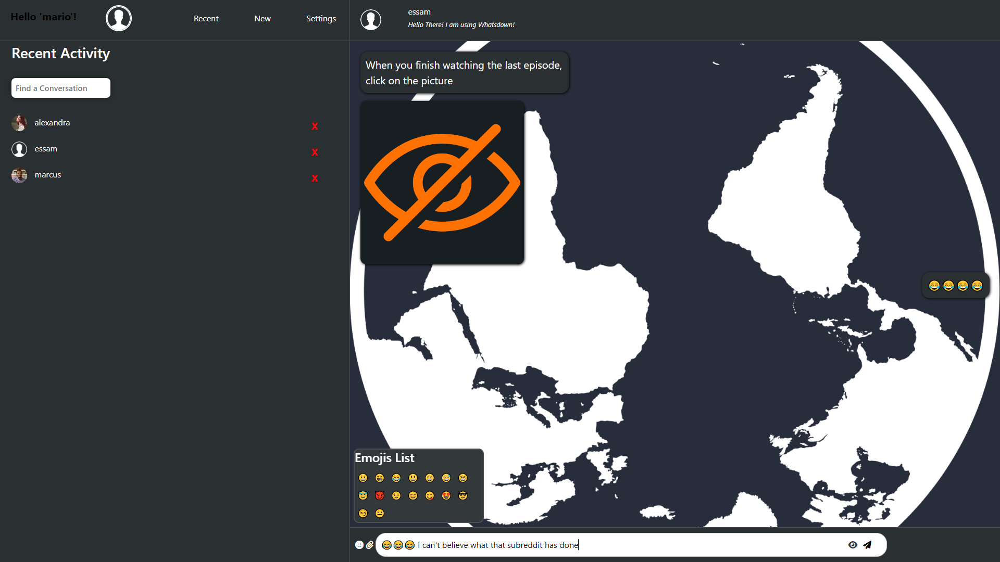 Hello 'mario'!
Recent
New
Settings
Recent Activity
Find a Conversation
alexandra
X
essam
X
marcus
X
essam
Hello There! I am using Whatsdown!
When you finish watching the last episode,
click on the picture
😂😂😂😂
Emojis List
😀 😁 😂 😃 😄 😅 😆
😇 😈 😉 😊 😋 😍 😎
😏 😐
😂😂😂 I can't believe what that subreddit has done